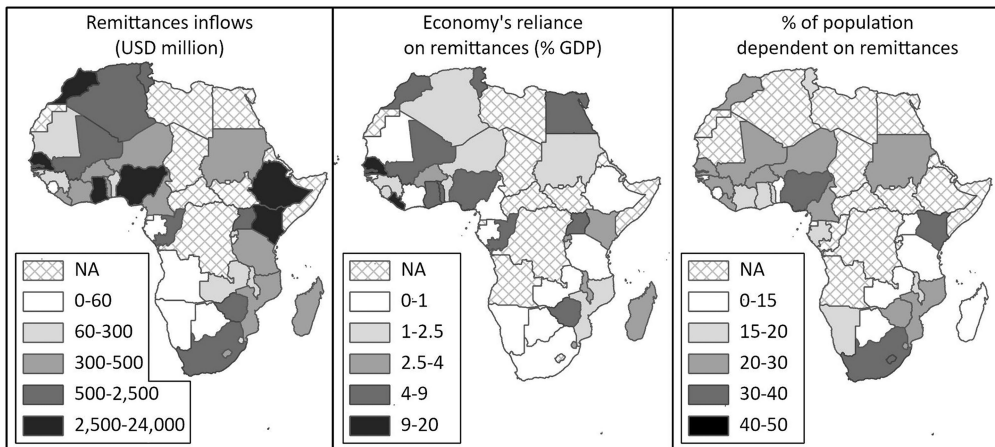 Remittances inflows
(USD million)
NA
0-60
60-300
300-500
500-2,500
2,500-24,000
Economy's reliance
on remittances (% GDP)
NA
0-1
1-2.5
2.5-4
4-9
9-20
% of population
dependent on remittances
NA
0-15
15-20
20-30
30-40
40-50